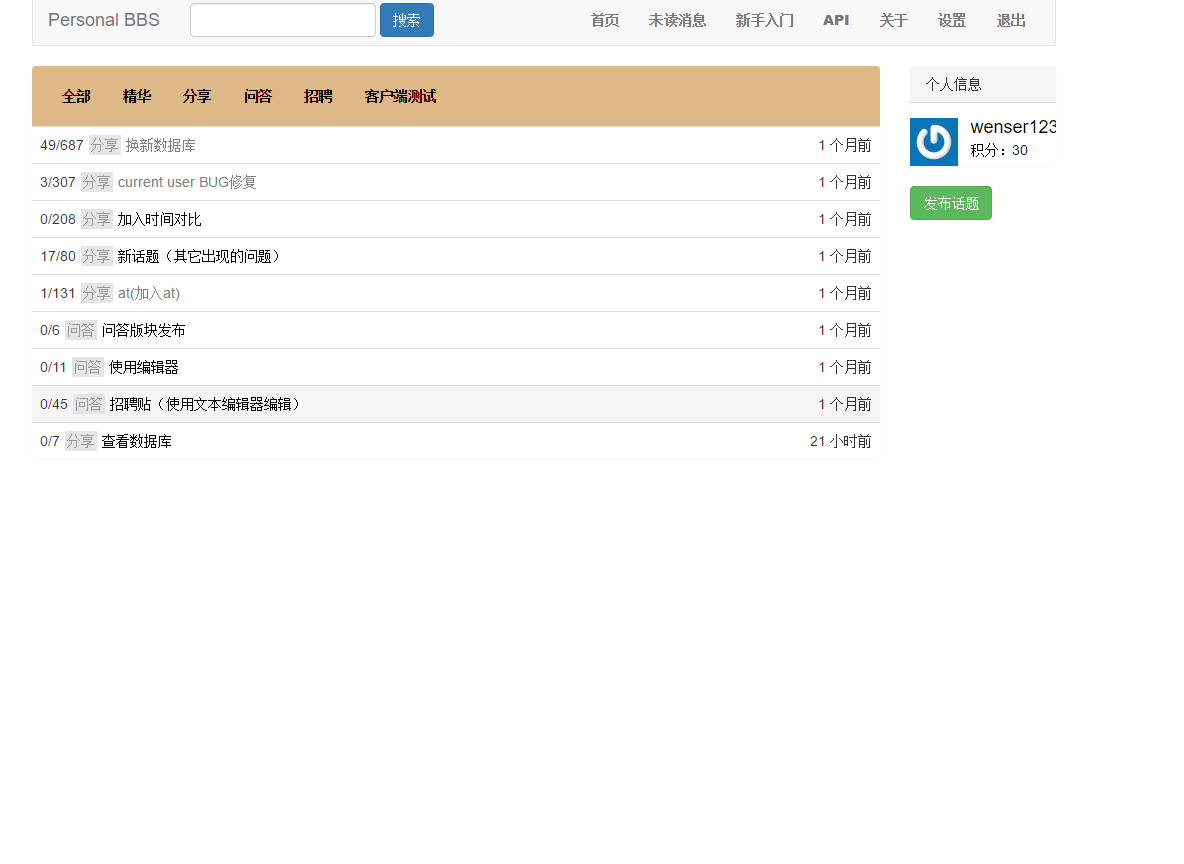 Personal BBS 搜索 首页 未读消息 新手入门 API 关于 设置 退出
全部 精华 分享 问答 招聘 客户端测试
49/687 分享 换新数据库 1 个月前
3/307 分享 current user BUG修复 1 个月前
0/208 分享 加入时间对比 1 个月前
17/80 分享 新话题（其它出现的问题） 1 个月前
1/131 分享 at(加入at) 1 个月前
0/6 问答 问答版块发布 1 个月前
0/11 问答 使用编辑器 1 个月前
0/45 问答 招聘贴（使用文本编辑器编辑） 1 个月前
0/7 分享 查看数据库 21 小时前
个人信息
wenser123
积分：30
发布话题